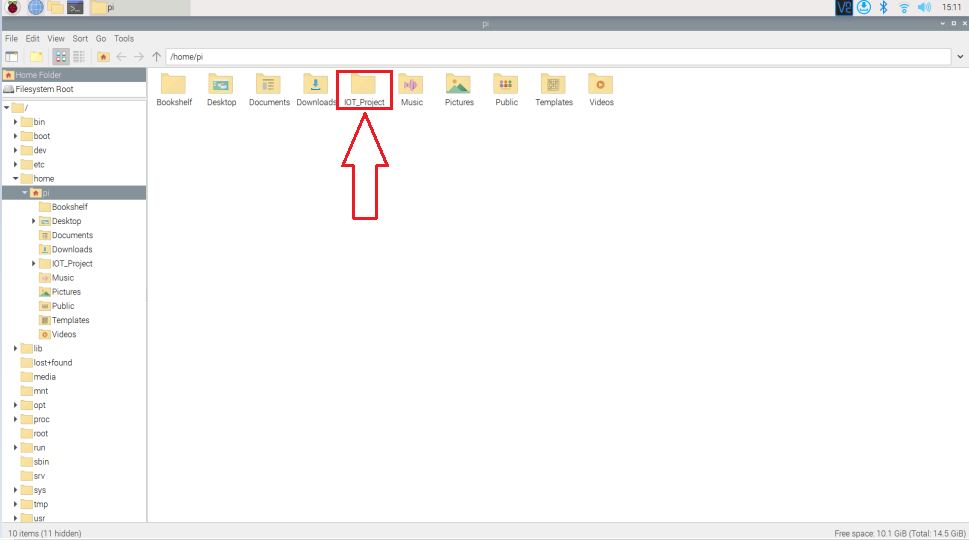 pi
V2
15:11
pi
File Edit View Sort Go Tools
/home/pi
Home Folder
Filesystem Root
/
bin
boot
dev
etc
home
pi
Bookshelf
Desktop
Documents
Downloads
IOT_Project
Music
Pictures
Public
Templates
Videos
lib
lost+found
media
mnt
opt
proc
root
run
sbin
srv
sys
tmp
usr
Bookshelf Desktop Documents Downloads IOT_Project Music Pictures Public Templates Videos
10 items (11 hidden)
Free space: 10.1 GiB (Total: 14.5 GiB)